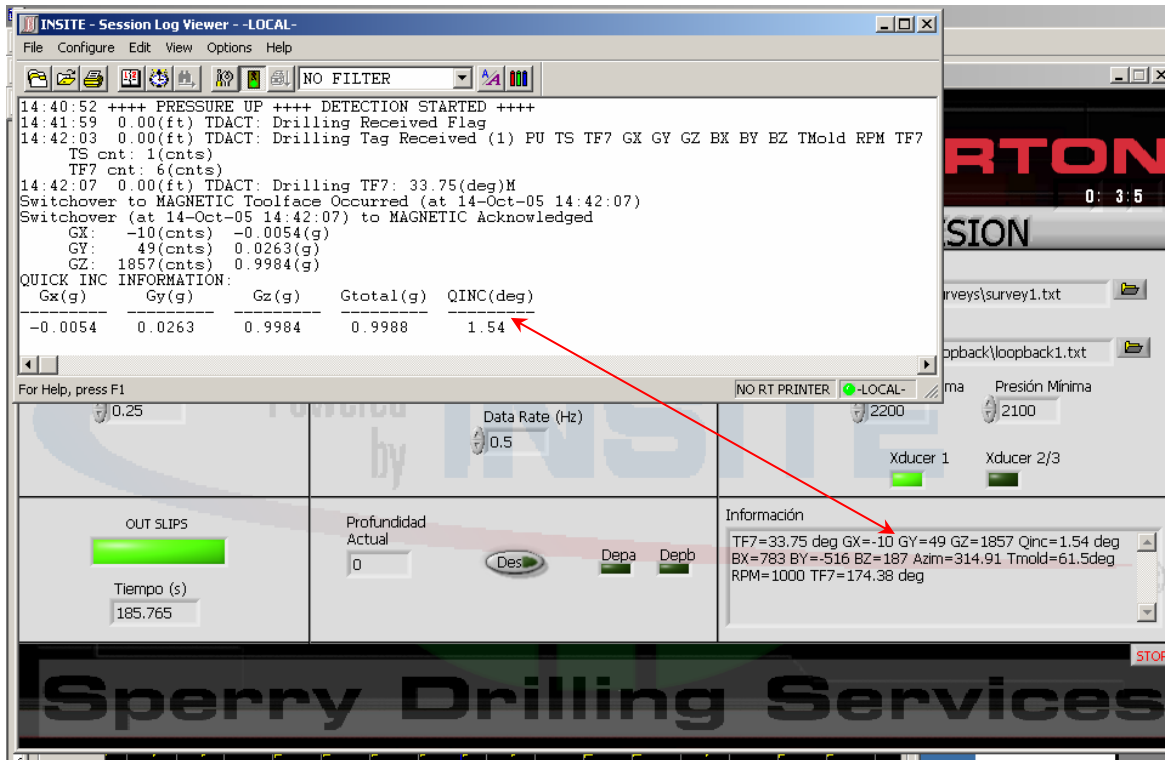 INSITE - Session Log Viewer - -LOCAL-
File Configure Edit View Options Help
NO FILTER
14:40:52 ++++ PRESSURE UP ++++ DETECTION STARTED ++++
14:41:59 0.00(ft) TDACT: Drilling Received Flag
14:42:03 0.00(ft) TDACT: Drilling Tag Received (1) PU TS TF7 GX GY GZ BX BY BZ TMold RPM TF7
TS cnt: 1(cnts)
TF7 cnt: 6(cnts)
14:42:07 0.00(ft) TDACT: Drilling TF7: 33.75(deg)M
Switchover to MAGNETIC Toolface Occurred (at 14-Oct-05 14:42:07)
Switchover (at 14-Oct-05 14:42:07) to MAGNETIC Acknowledged
GX: -10(cnts) -0.0054(g)
GY: 49(cnts) 0.0263(g)
GZ: 1857(cnts) 0.9984(g)
QUICK INC INFORMATION:
Gx(g) Gy(g) Gz(g) Gtotal(g) QINC(deg)
--------- --------- --------- --------- ---------
-0.0054 0.0263 0.9984 0.9988 1.54
For Help, press F1 NO RT PRINTER -LOCAL-
RTON
0: 3:5
SION
rveys\survey1.txt
opback\loopback1.txt
ma Presión Mínima
0.25 Data Rate (Hz) 2200 2100
0.5
Powered
by INSITE
Xducer 1 Xducer 2/3
OUT SLIPS
Tiempo (s)
185.765
Profundidad
Actual
0
Des
Depa Depb
Información
TF7=33.75 deg GX=-10 GY=49 GZ=1857 Qinc=1.54 deg
BX=783 BY=-516 BZ=187 Azim=314.91 Tmold=61.5deg
RPM=1000 TF7=174.38 deg
STOP
Sperry Drilling Services